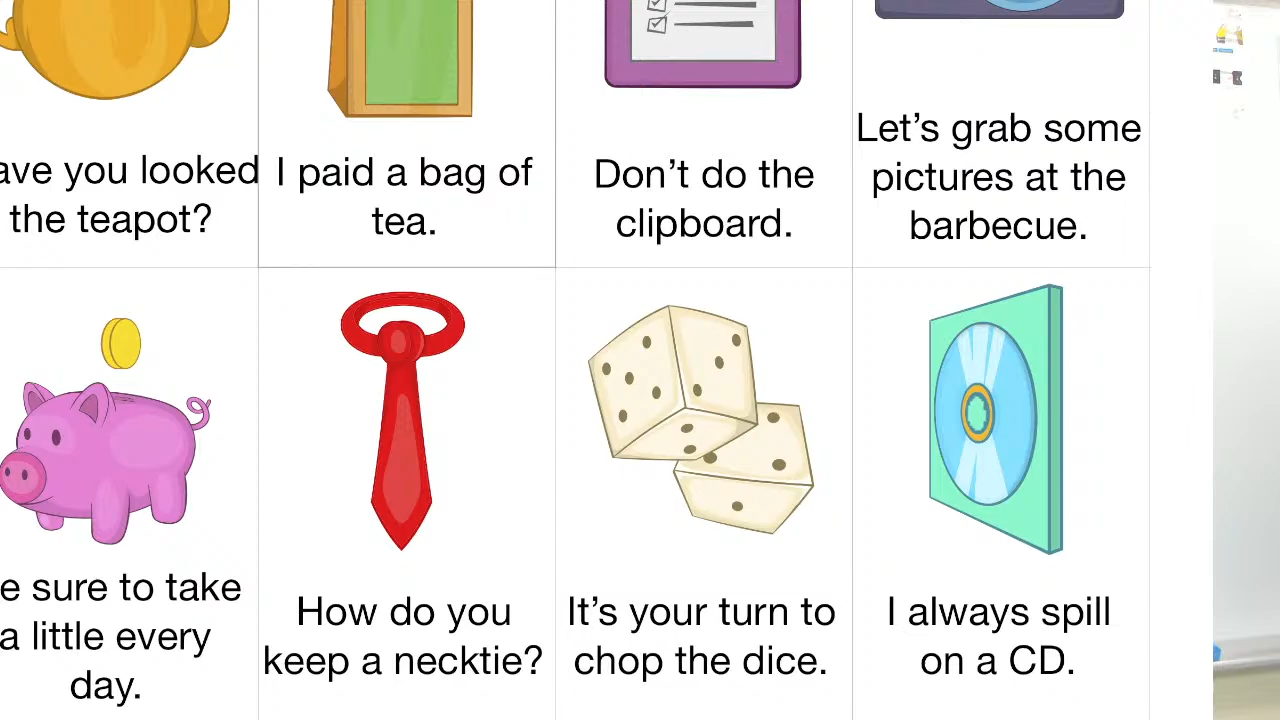 you looked
the teapot?
I paid a bag of
tea.
Don’t do the
clipboard.
Let’s grab some
pictures at the
barbecue.
sure to take
a little every
day.
How do you
keep a necktie?
It’s your turn to
chop the dice.
I always spill
on a CD.